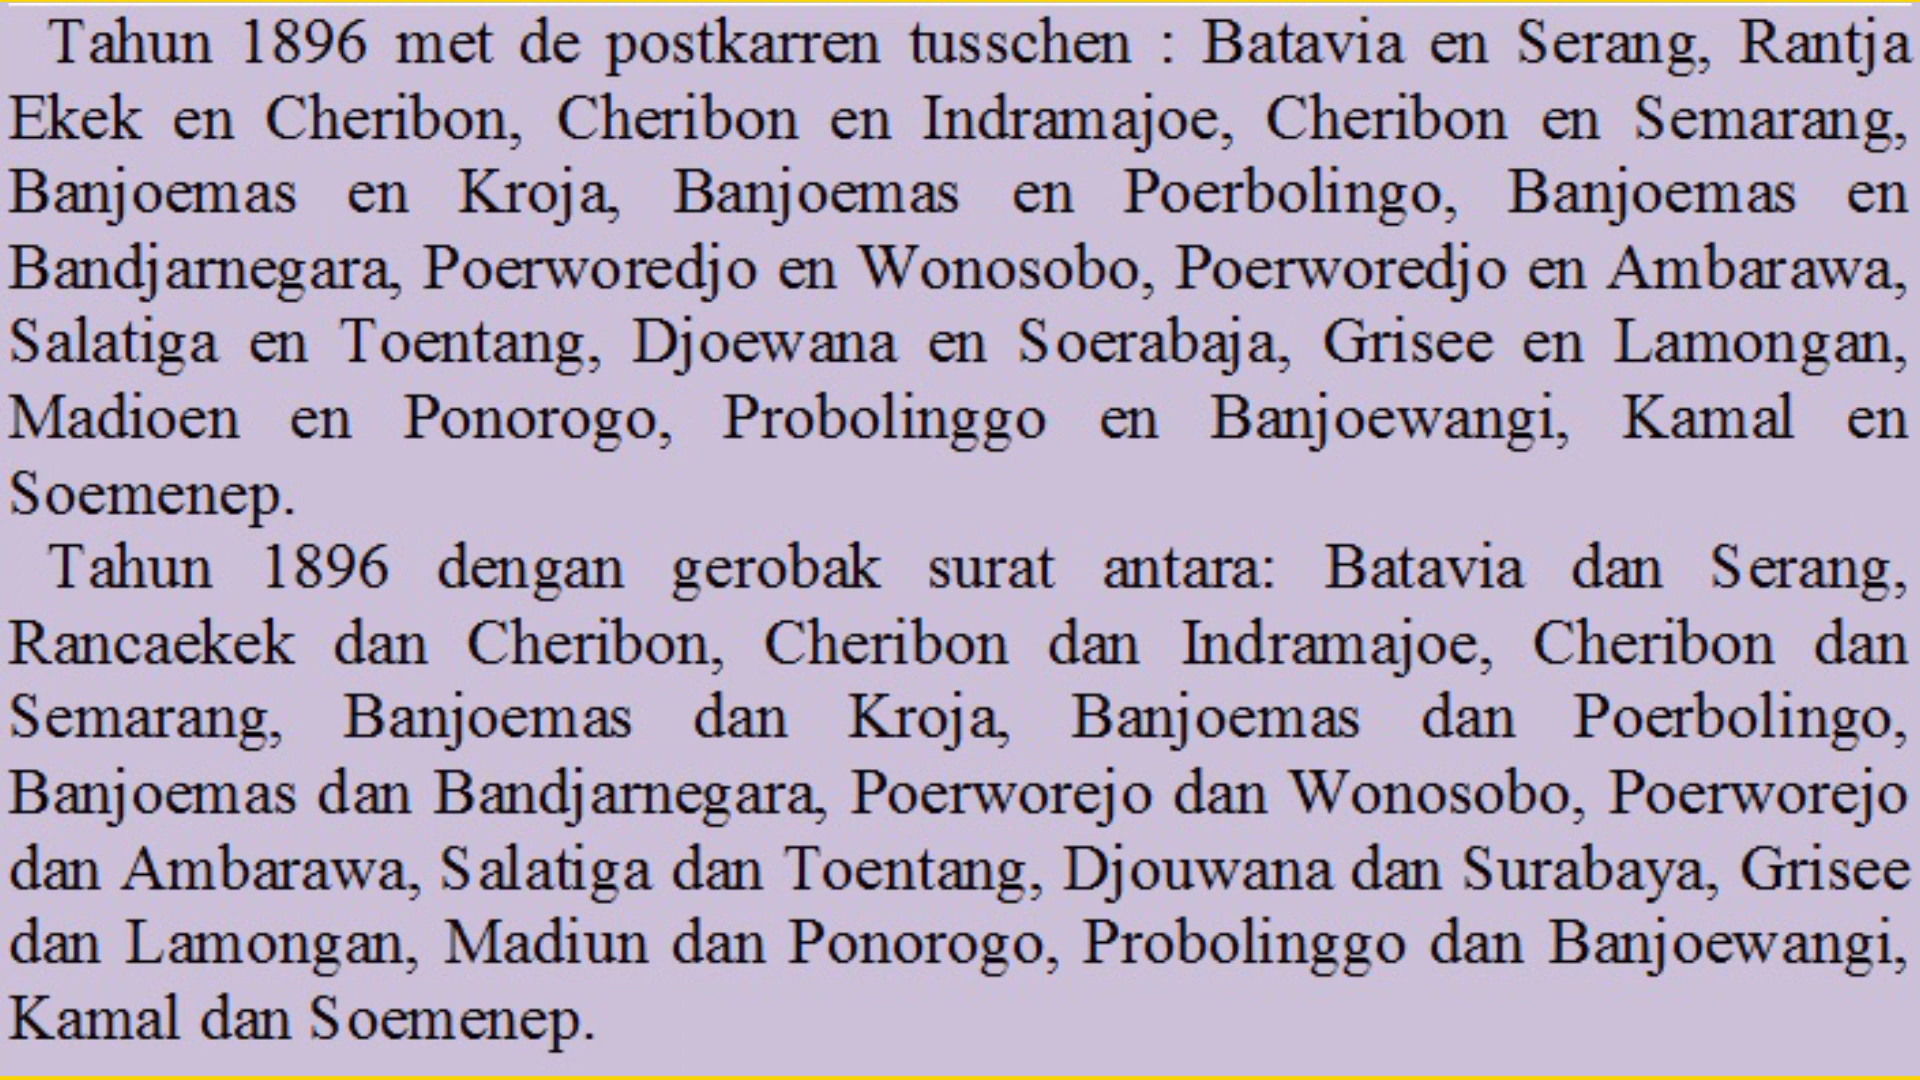 Tahun 1896 met de postkarren tusschen : Batavia en Serang, Rantja
Ekek en Cheribon, Cheribon en Indramajoe, Cheribon en Semarang,
Banjoemas en Kroja, Banjoemas en Poerbolingo, Banjoemas en
Bandjarnegara, Poerworedjo en Wonosobo, Poerworedjo en Ambarawa,
Salatiga en Toentang, Djoewana en Soerabaja, Grisee en Lamongan,
Madioen en Ponorogo, Probolinggo en Banjoewangi, Kamal en
Soemenep.
Tahun 1896 dengan gerobak surat antara: Batavia dan Serang,
Rancaekek dan Cheribon, Cheribon dan Indramajoe, Cheribon dan
Semarang, Banjoemas dan Kroja, Banjoemas dan Poerbolingo,
Banjoemas dan Bandjarnegara, Poerworejo dan Wonosobo, Poerworejo
dan Ambarawa, Salatiga dan Toentang, Djouwana dan Surabaya, Grisee
dan Lamongan, Madiun dan Ponorogo, Probolinggo dan Banjoewangi,
Kamal dan Soemenep.